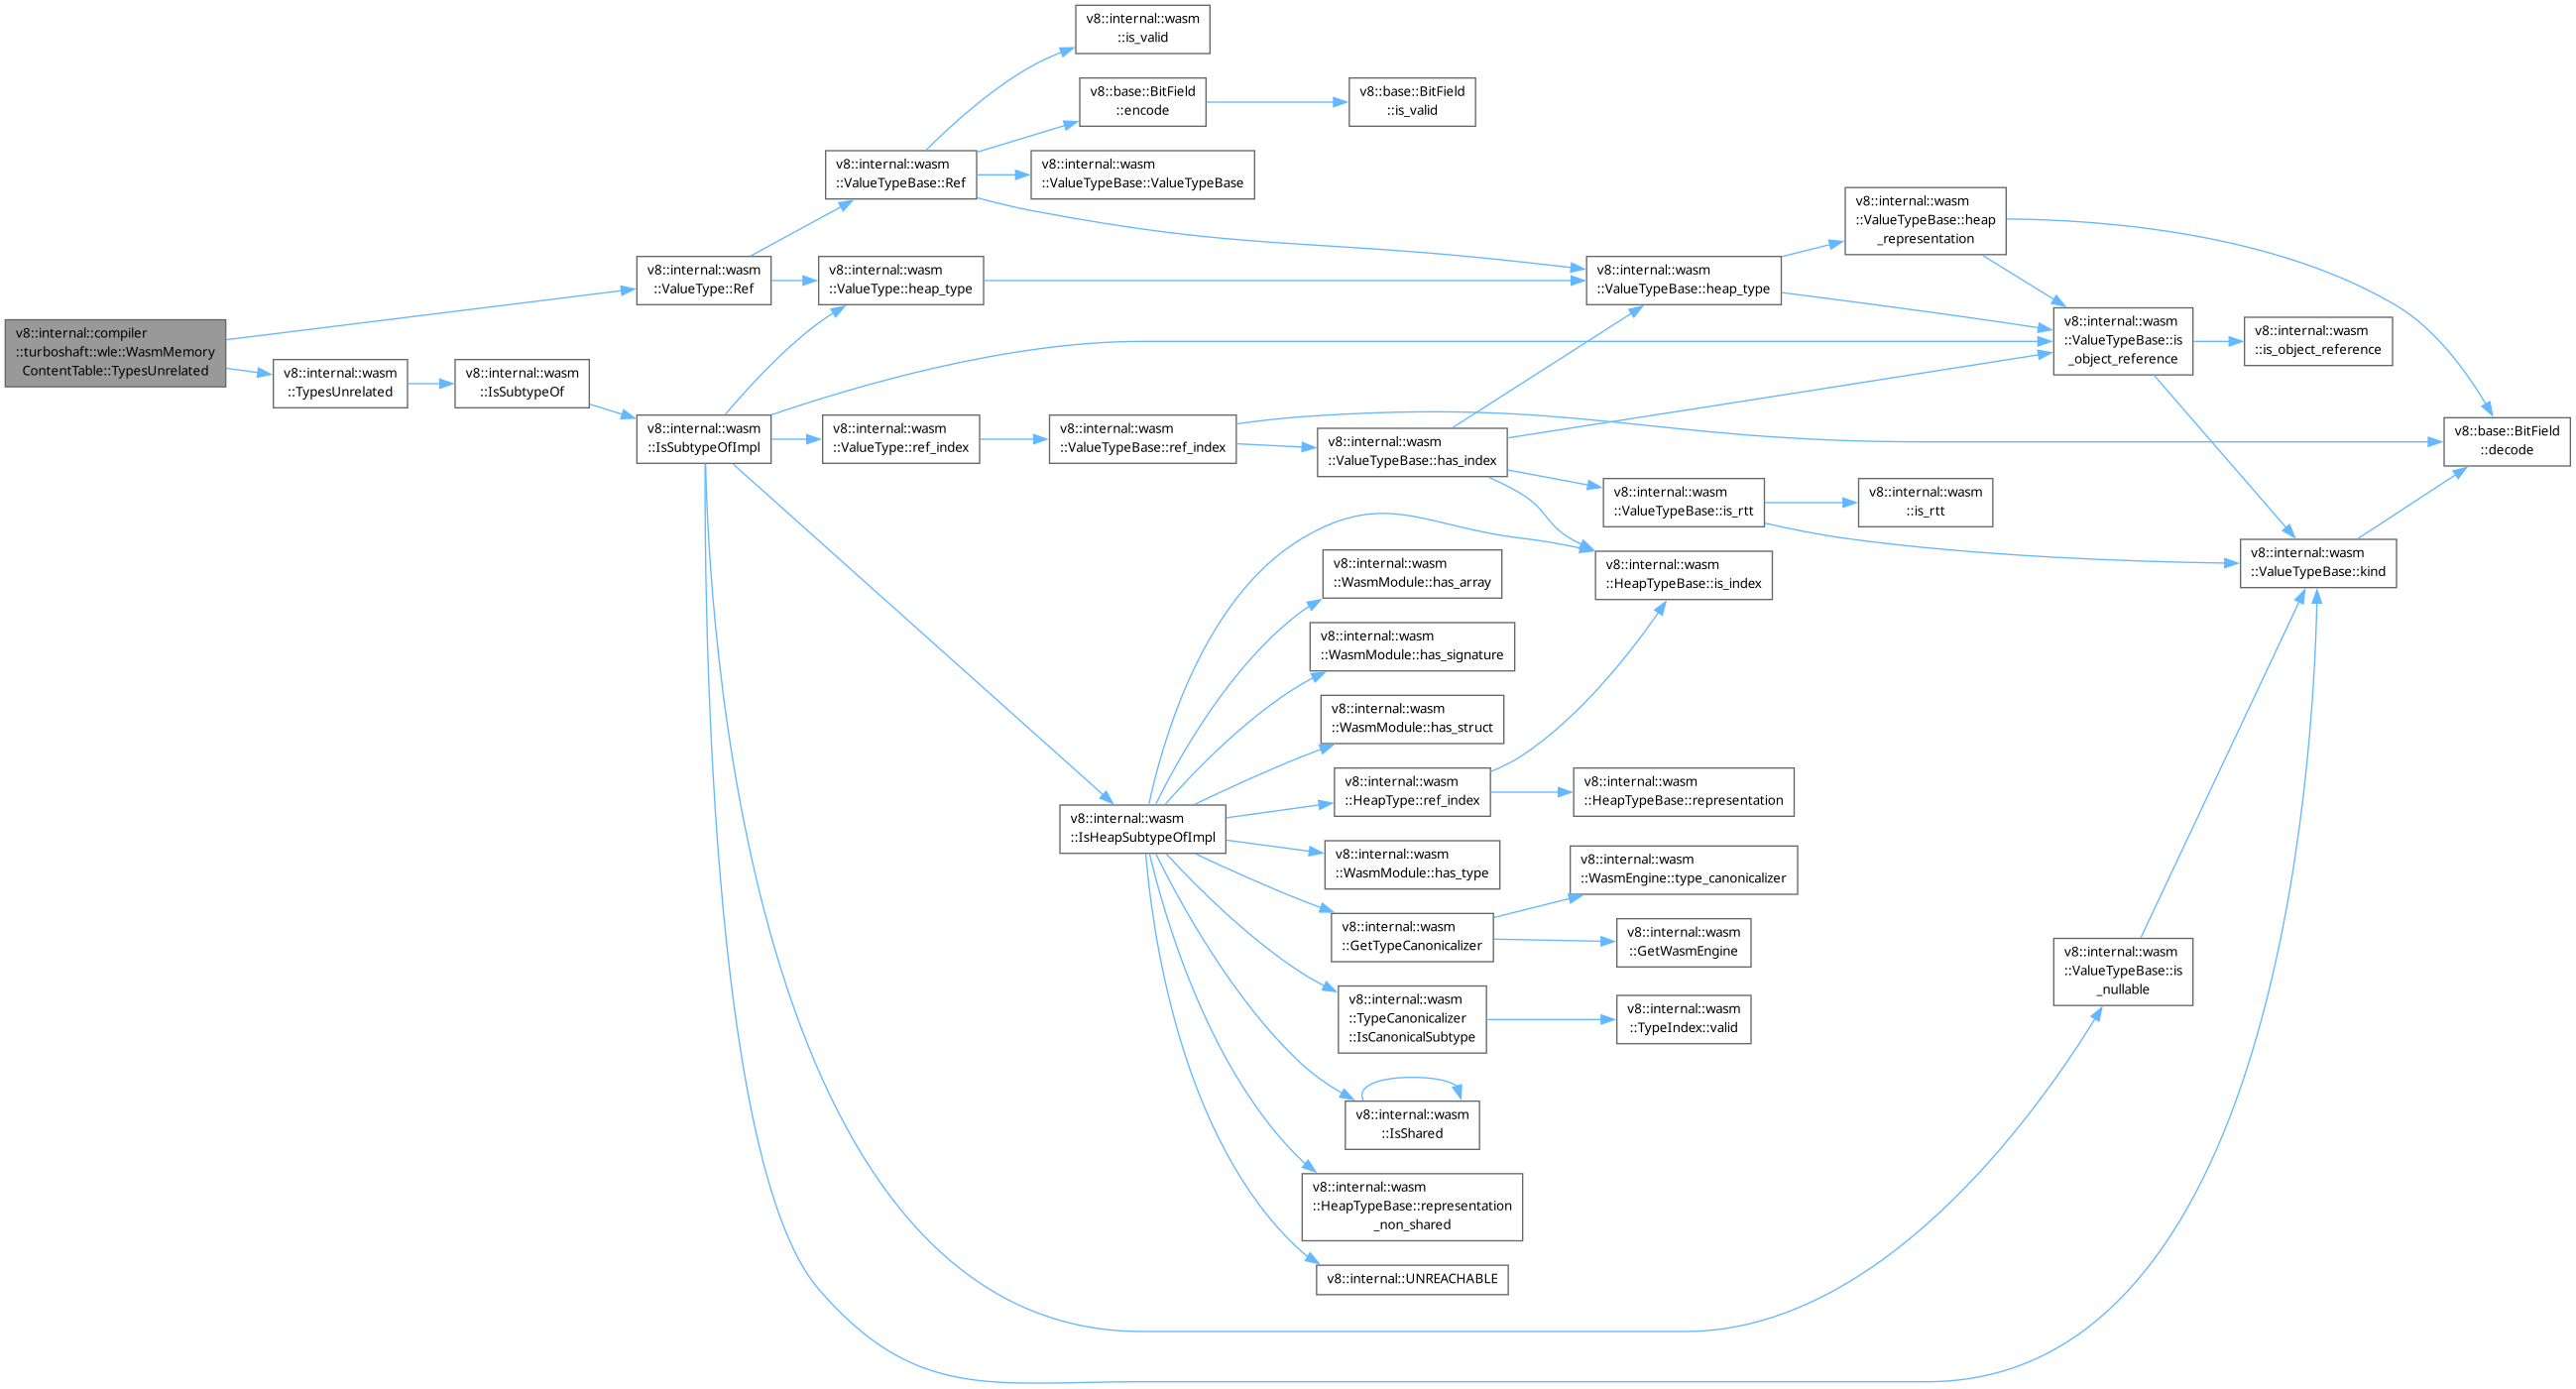 v8::internal::compiler
::turboshaft::wle::WasmMemory
ContentTable::TypesUnrelated
v8::internal::wasm
::ValueType::Ref
v8::internal::wasm
::TypesUnrelated
v8::internal::wasm
::IsSubtypeOf
v8::internal::wasm
::IsSubtypeOfImpl
v8::internal::wasm
::ValueTypeBase::Ref
v8::internal::wasm
::ValueType::heap_type
v8::internal::wasm
::ValueType::ref_index
v8::internal::wasm
::is_valid
v8::base::BitField
::encode
v8::base::BitField
::is_valid
v8::internal::wasm
::ValueTypeBase::ValueTypeBase
v8::internal::wasm
::ValueTypeBase::ref_index
v8::internal::wasm
::ValueTypeBase::has_index
v8::internal::wasm
::ValueTypeBase::heap_type
v8::internal::wasm
::ValueTypeBase::heap
_representation
v8::internal::wasm
::ValueTypeBase::is
_object_reference
v8::internal::wasm
::is_object_reference
v8::base::BitField
::decode
v8::internal::wasm
::ValueTypeBase::is_rtt
v8::internal::wasm
::is_rtt
v8::internal::wasm
::ValueTypeBase::kind
v8::internal::wasm
::HeapTypeBase::is_index
v8::internal::wasm
::WasmModule::has_array
v8::internal::wasm
::WasmModule::has_signature
v8::internal::wasm
::WasmModule::has_struct
v8::internal::wasm
::HeapType::ref_index
v8::internal::wasm
::HeapTypeBase::representation
v8::internal::wasm
::IsHeapSubtypeOfImpl
v8::internal::wasm
::WasmModule::has_type
v8::internal::wasm
::WasmEngine::type_canonicalizer
v8::internal::wasm
::GetTypeCanonicalizer
v8::internal::wasm
::GetWasmEngine
v8::internal::wasm
::ValueTypeBase::is
_nullable
v8::internal::wasm
::TypeCanonicalizer
::IsCanonicalSubtype
v8::internal::wasm
::TypeIndex::valid
v8::internal::wasm
::IsShared
v8::internal::wasm
::HeapTypeBase::representation
_non_shared
v8::internal::UNREACHABLE